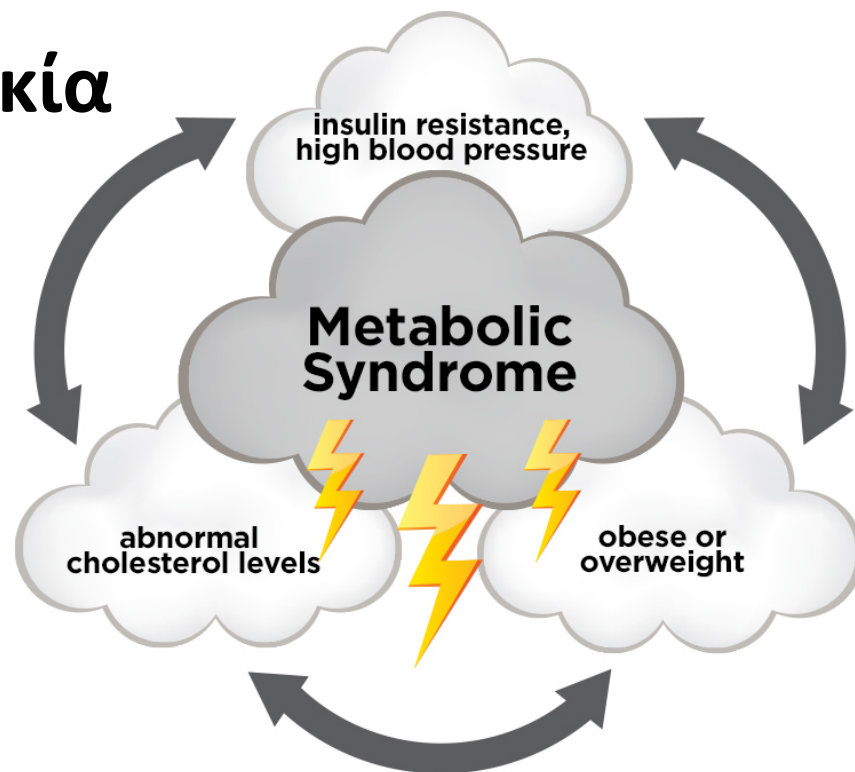 κία
insulin resistance,
high blood pressure
Metabolic
Syndrome
abnormal
cholesterol levels
obese or
overweight